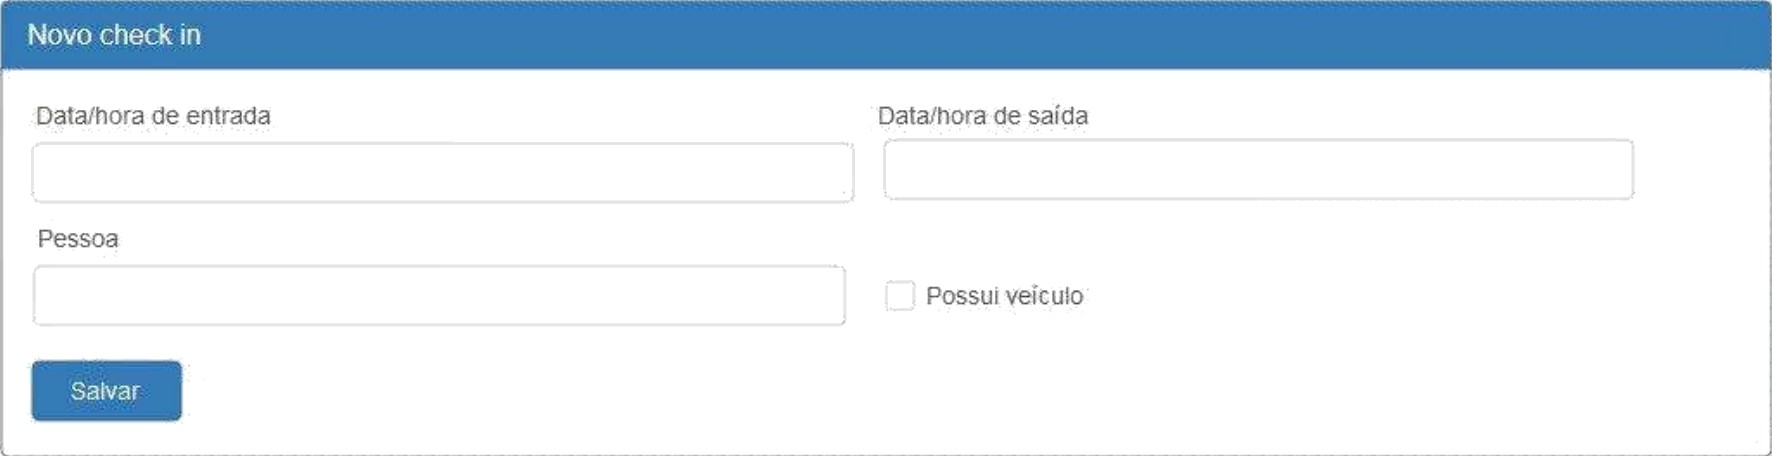 Novo check in
Data/hora de entrada
Data/hora de saída
Pessoa
Possui veículo
Salvar